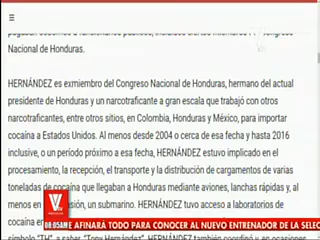 Nacional de Honduras.
HERNÁNDEZ es exmiembro del Congreso Nacional de Honduras, hermano del actual
presidente de Honduras y un narcotraficante a gran escala que trabajó con otros
narcotraficantes, entre otros sitios, en Colombia, Honduras y México, para importar
cocaína a Estados Unidos. Al menos desde 2004 o cerca de esa fecha y hasta 2016
inclusive, o un período próximo a esa fecha, HERNÁNDEZ estuvo implicado en el
procesamiento, la recepción, el transporte y la distribución de cargamentos de varias
toneladas de cocaína que llegaban a Honduras mediante aviones, lanchas rápidas y, al
menos en un submarino. HERNÁNDEZ tuvo acceso a laboratorios de
cocaína en
08:05AM E AFINARÁ TODO PARA CONOCER AL NUEVO ENTRENADOR DE LA SELEC
símbolo "TH", a saber, "Tony Hernández". HERNÁNDEZ también coordinó y, en ocasiones